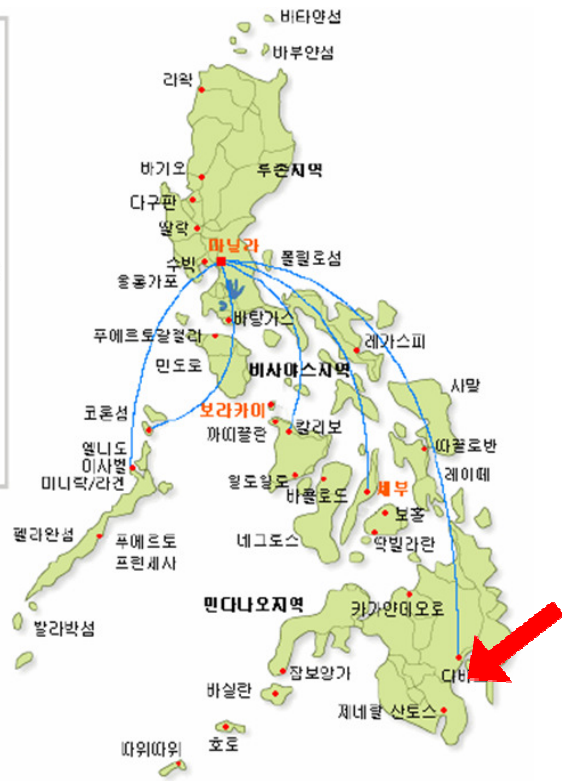 바타얀섬
바부얀섬
라왁
바기오
루손지역
다구판
딸락
마닐라
수빅
폴릴로섬
올롱가포
바탕가스
푸에르토갈렐라
레가스피
민도로
비사야스지역
사말
보라카이
코론섬
까띠끌란
칼리보
따끌로반
엘니도
이사벨
레이떼
미니락/라겐
일로일로
바콜로드
세부
보홀
팔라완섬
푸에르토
프린세사
네그로스
딱빌라란
민다나오지역
카가얀데오로
발라박섬
잠보앙가
다바
바실란
제네랄 산토스
호로
따위따위